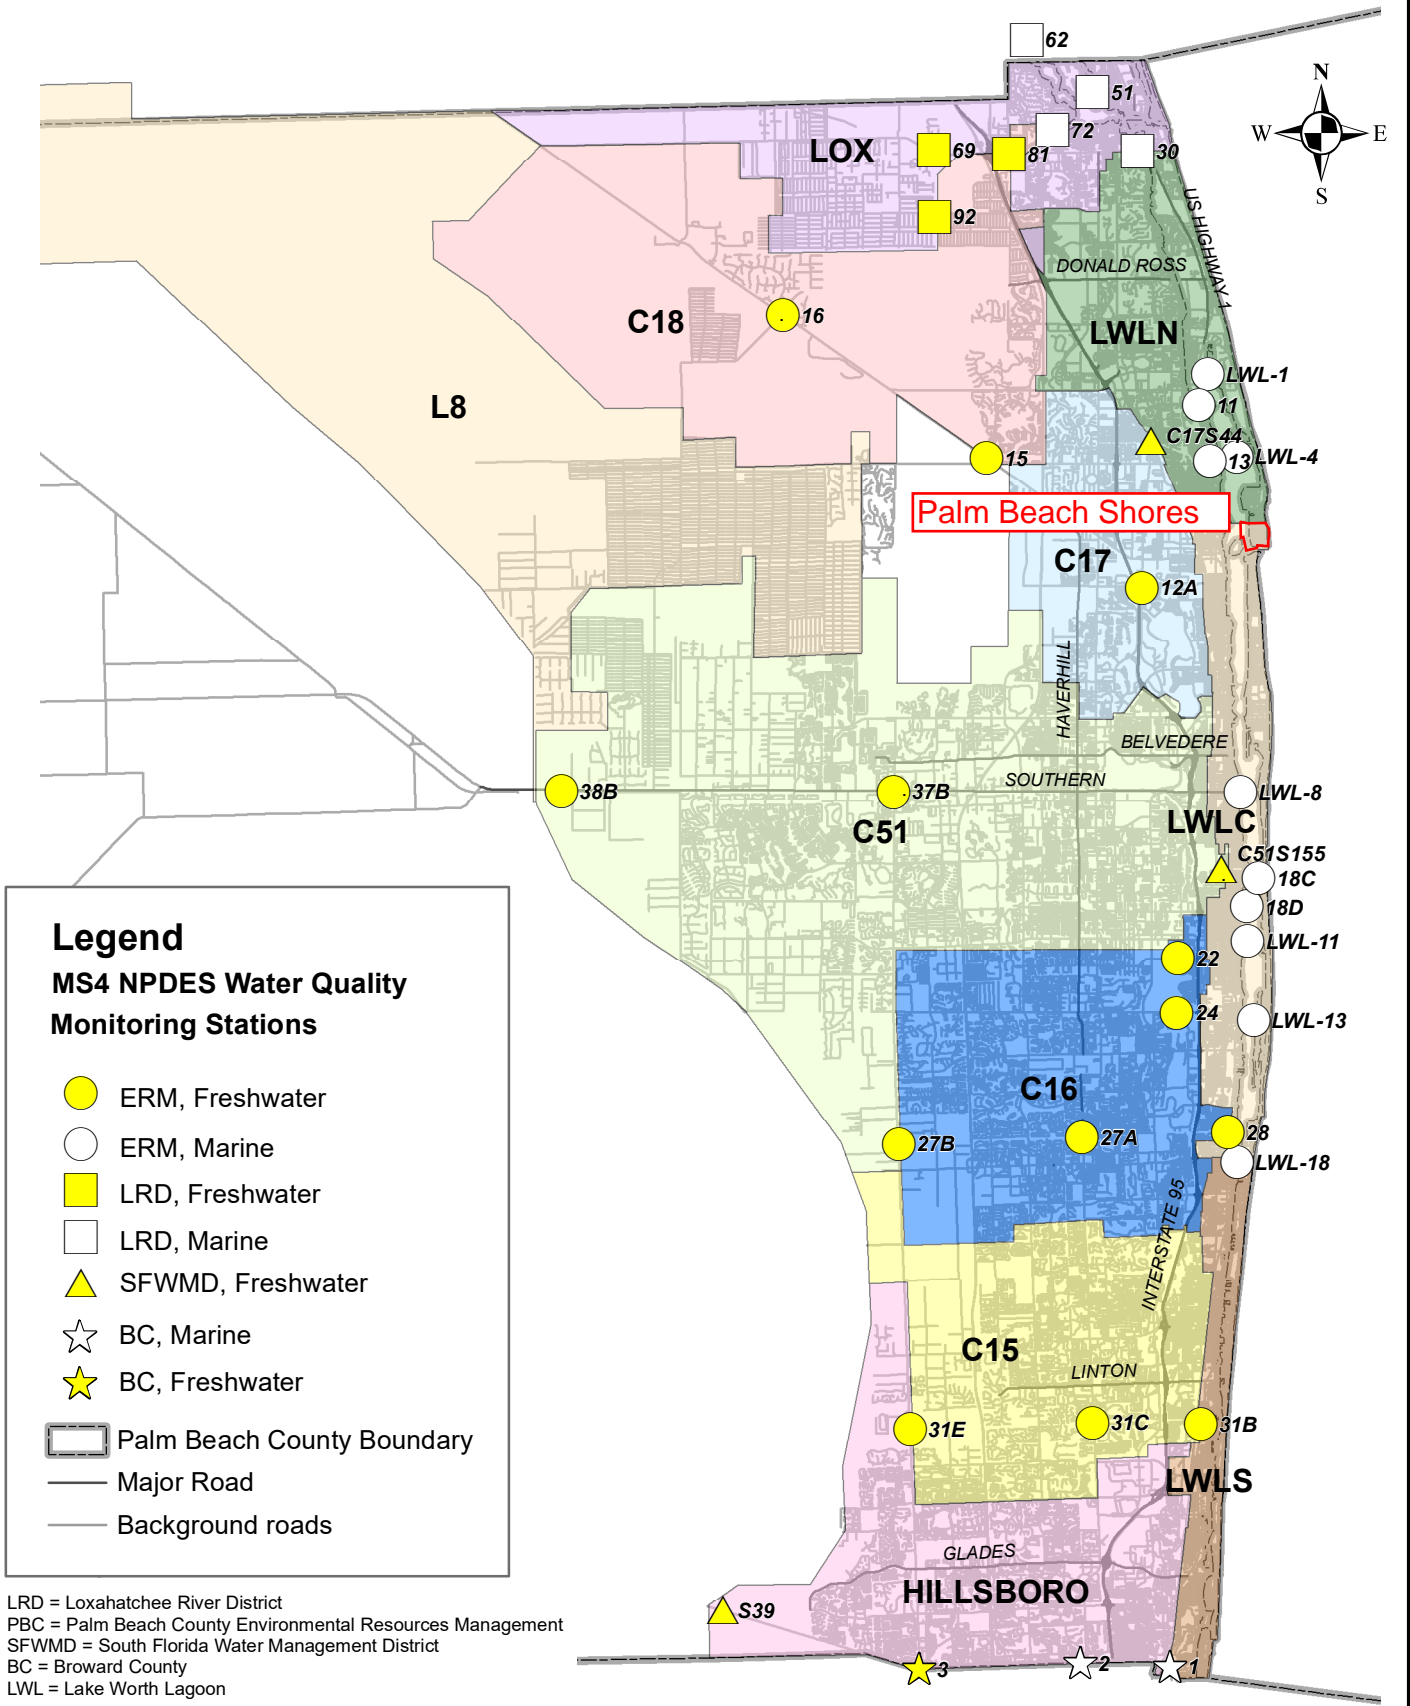 62
51
N
W E
S
72
LOX
69
81
30
92
US HIGHWAY 1
DONALD ROSS
C18
16
LWLN
LWL-1
L8
11
C17S44
15
13
LWL-4
Palm Beach Shores
C17
12A
HAVERHILL
BELVEDERE
SOUTHERN
38B
37B
LWL-8
C51
LWLC
C51S155
18C
18D
LWL-11
22
24
LWL-13
C16
27B
27A
28
LWL-18
INTERSTATE 95
C15
LINTON
31E
31C
31B
LWLS
GLADES
HILLSBORO
S39
3
2
1
Legend
MS4 NPDES Water Quality
Monitoring Stations
ERM, Freshwater
ERM, Marine
LRD, Freshwater
LRD, Marine
SFWMD, Freshwater
BC, Marine
BC, Freshwater
Palm Beach County Boundary
Major Road
Background roads
LRD = Loxahatchee River District
PBC = Palm Beach County Environmental Resources Management
SFWMD = South Florida Water Management District
BC = Broward County
LWL = Lake Worth Lagoon